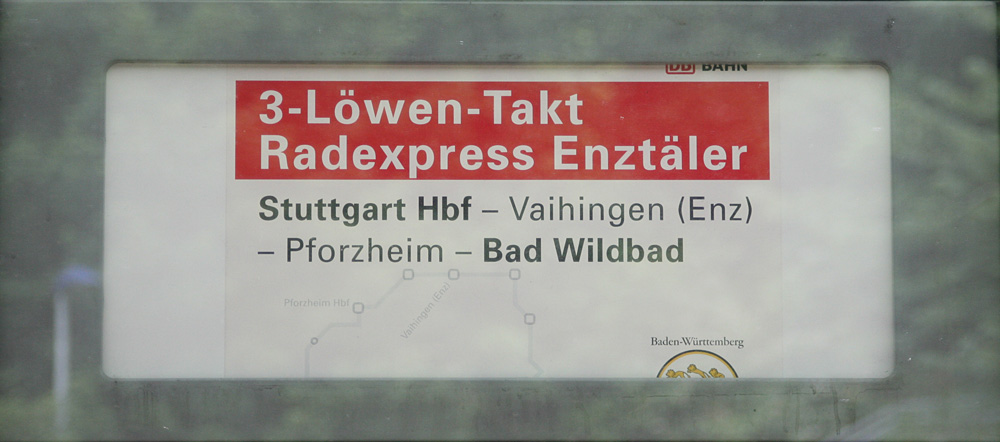 DB BAHN
3-Löwen-Takt
Radexpress Enztäler
Stuttgart Hbf – Vaihingen (Enz)
– Pforzheim – Bad Wildbad
Pforzheim Hbf
Vaihingen (Enz)
Baden-Württemberg